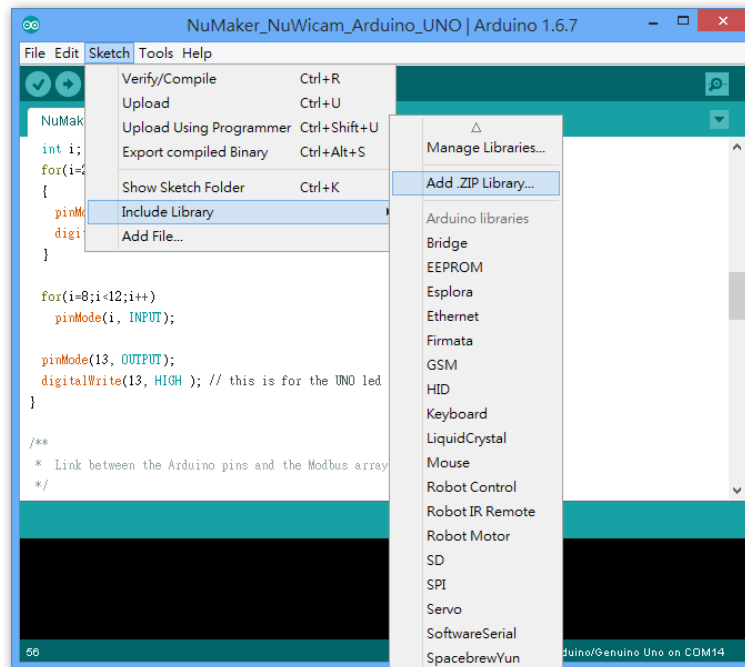 NuMaker_NuWicam_Arduino_UNO | Arduino 1.6.7
File Edit Sketch Tools Help
Verify/Compile Ctrl+R
Upload Ctrl+U
Upload Using Programmer Ctrl+Shift+U
Export compiled Binary Ctrl+Alt+S
Show Sketch Folder Ctrl+K
Include Library
Add File...
Manage Libraries...
Add .ZIP Library...
Arduino libraries
Bridge
EEPROM
Esplora
Ethernet
Firmata
GSM
HID
Keyboard
LiquidCrystal
Mouse
Robot Control
Robot IR Remote
Robot Motor
SD
SPI
Servo
SoftwareSerial
SpacebrewYun
NuMak
int i;
for(i=2
{
pinMo
digi
}
for(i=8;i<12;i++)
pinMode(i, INPUT);
pinMode(13, OUTPUT);
digitalWrite(13, HIGH ); // this is for the UNO led
}
/**
* Link between the Arduino pins and the Modbus array
*/
56
duino/Genuino Uno on COM14